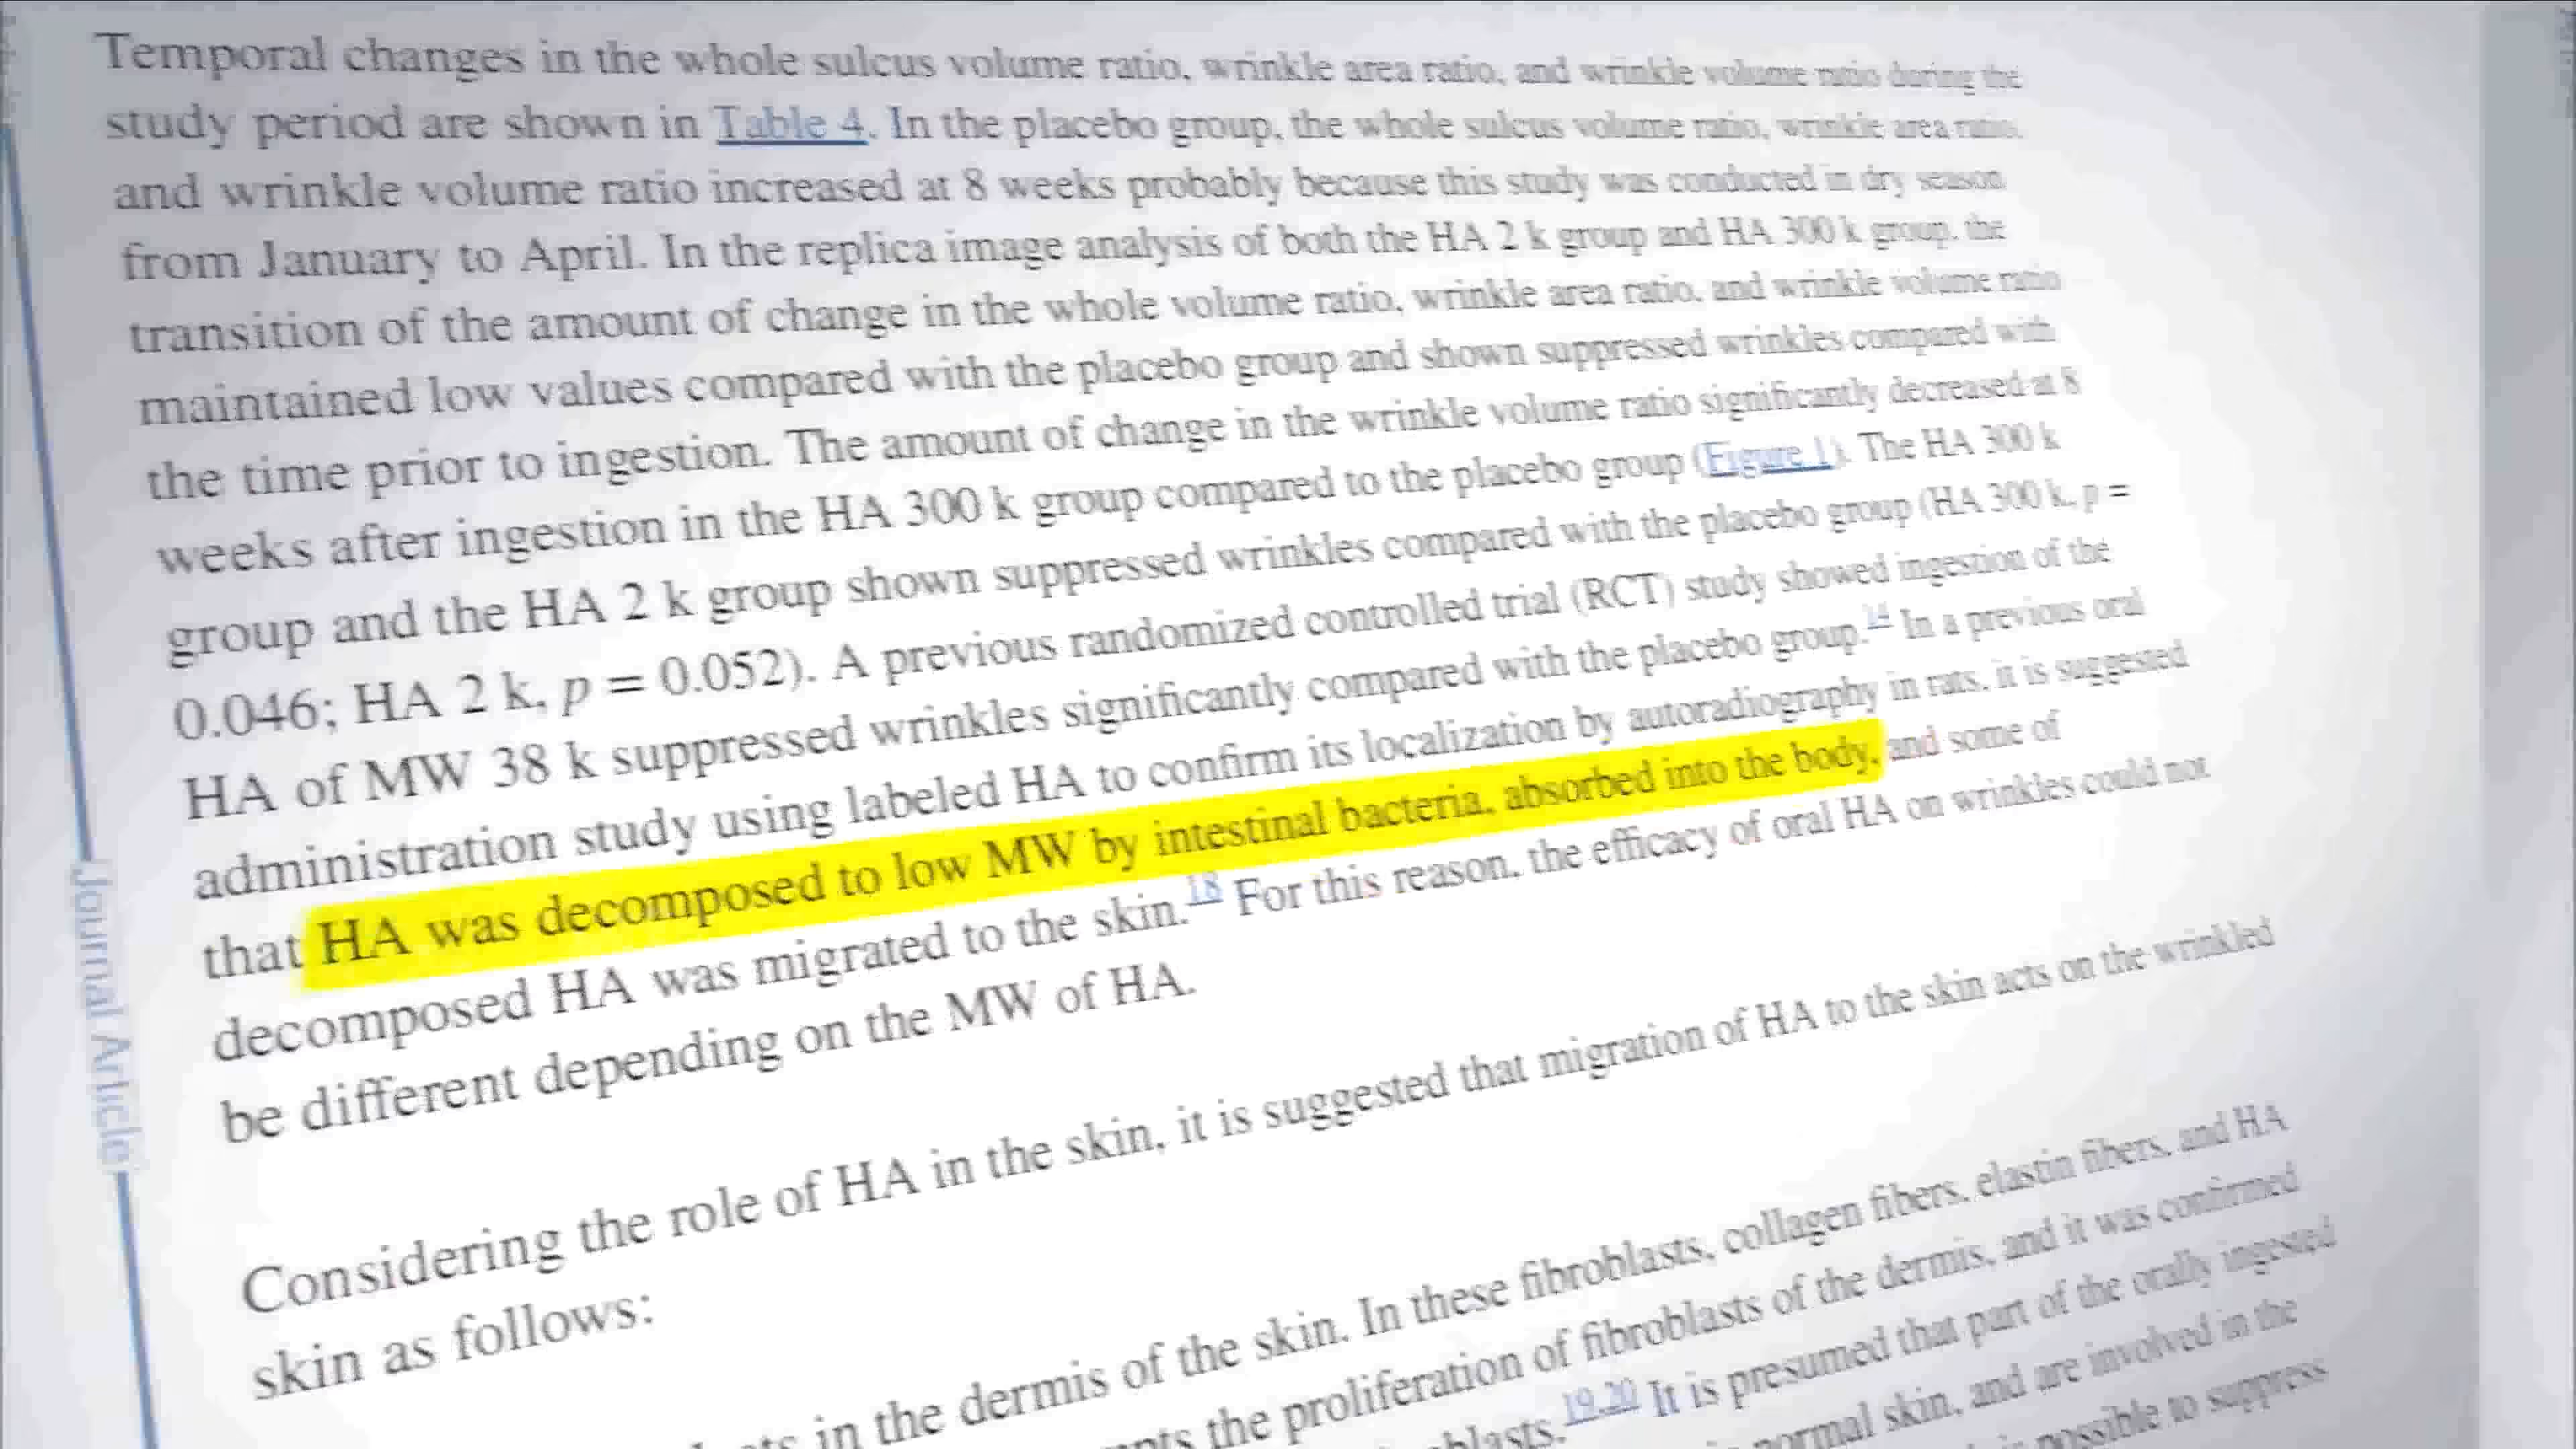 Temporal changes in the whole sulcus volume ratio, wrinkle area ratio, and wrinkle volume ratio during the
study period are shown in Table 4. In the placebo group, the whole sulcus volume ratio, wrinkle area ratio,
and wrinkle volume ratio increased at 8 weeks probably because this study was conducted in dry season
from January to April. In the replica image analysis of both the HA 2 k group and HA 300 k group, the
transition of the amount of change in the whole volume ratio, wrinkle area ratio, and wrinkle volume ratio
maintained low values compared with the placebo group and shown suppressed wrinkles compared with
the time prior to ingestion. The amount of change in the wrinkle volume ratio significantly decreased at 8
weeks after ingestion in the HA 300 k group compared to the placebo group (Figure 1). The HA 300 k
group and the HA 2 k group shown suppressed wrinkles compared with the placebo group (HA 300 k, p =
0.046; HA 2 k, p = 0.052). A previous randomized controlled trial (RCT) study showed ingestion of the
HA of MW 38 k suppressed wrinkles significantly compared with the placebo group.14 In a previous oral
administration study using labeled HA to confirm its localization by autoradiography in rats, it is suggested
that HA was decomposed to low MW by intestinal bacteria, absorbed into the body, and some of
decomposed HA was migrated to the skin.18 For this reason, the efficacy of oral HA on wrinkles could not
be different depending on the MW of HA.
Considering the role of HA in the skin, it is suggested that migration of HA to the skin acts on the wrinkled
skin as follows:
in the dermis of the skin. In these fibroblasts, collagen fibers, elastin fibers, and HA
the proliferation of fibroblasts of the dermis, and it was confirmed
19,20 It is presumed that part of the orally ingested
normal skin, and are involved in the
possible to suppress
Journal Article